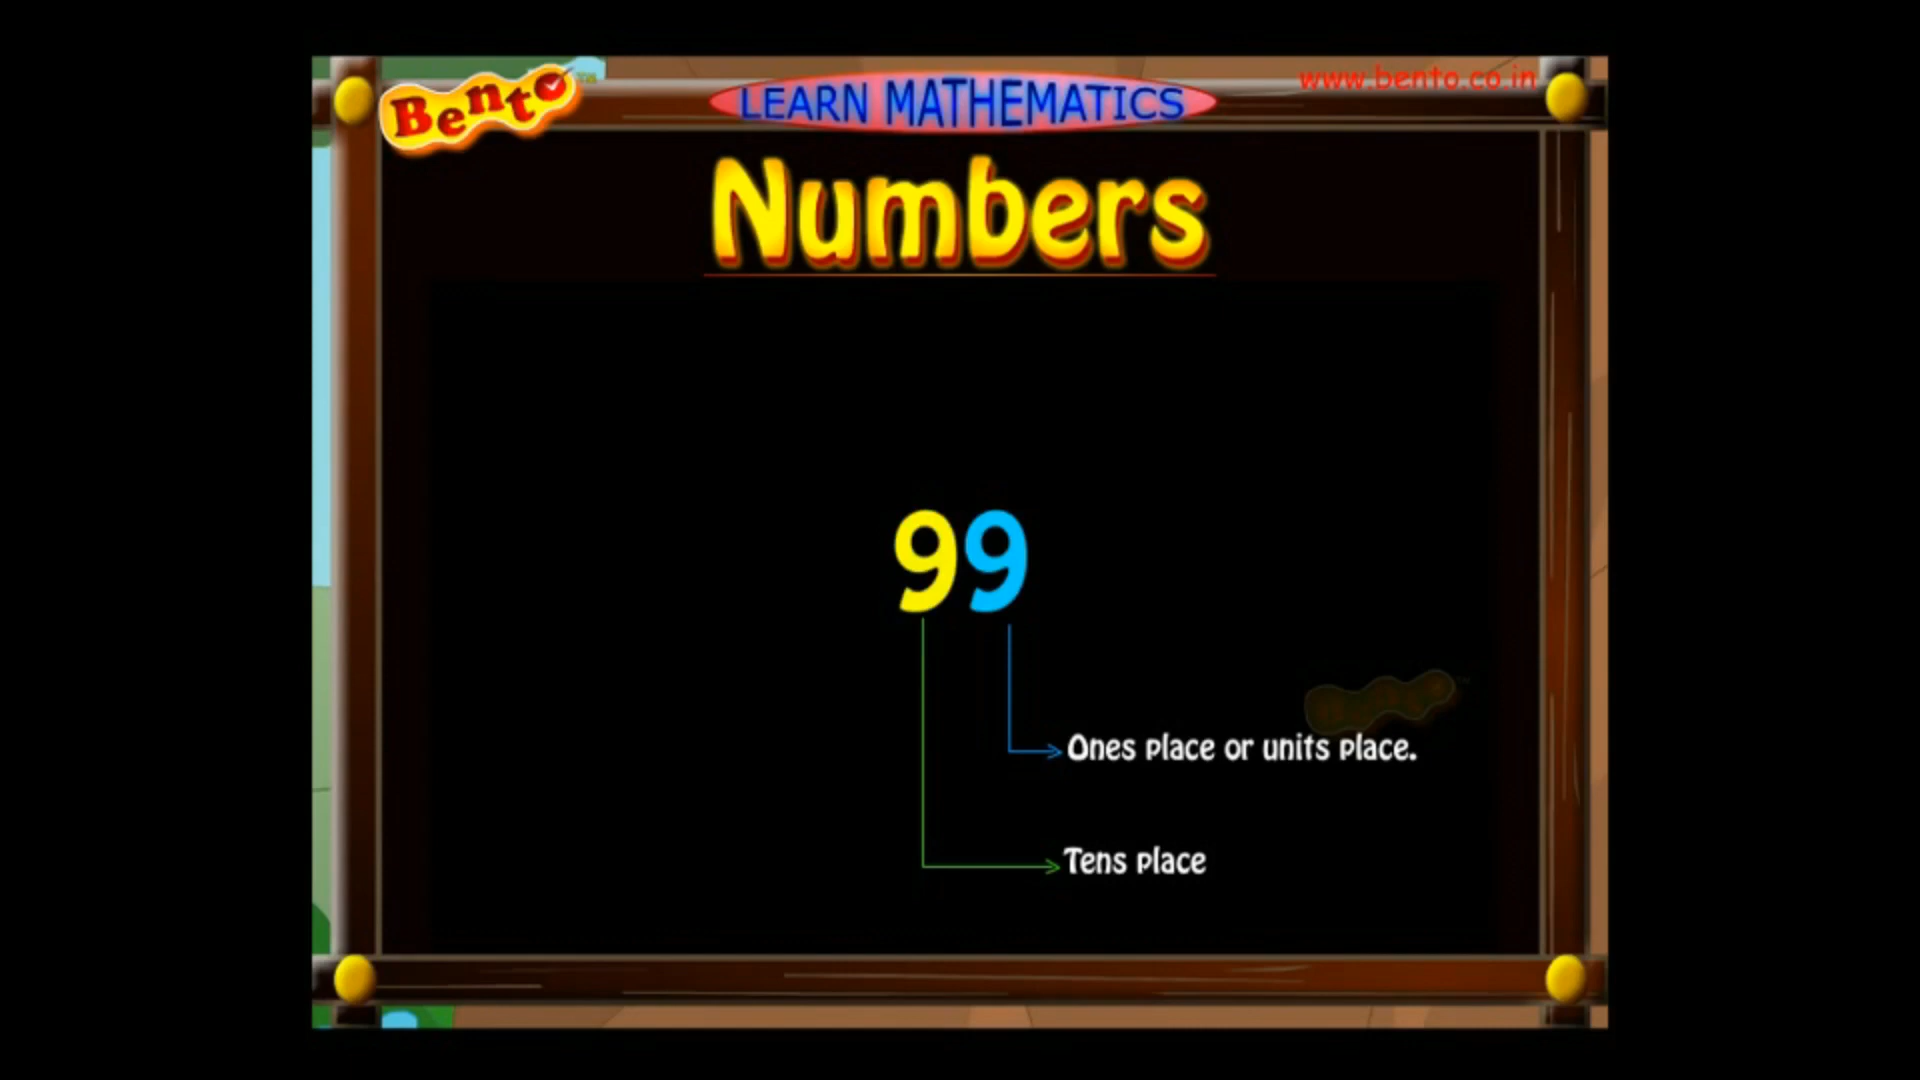 Bento
LEARN MATHEMATICS
www.bento.co.in
Numbers
99
Ones place or units place.
Tens place